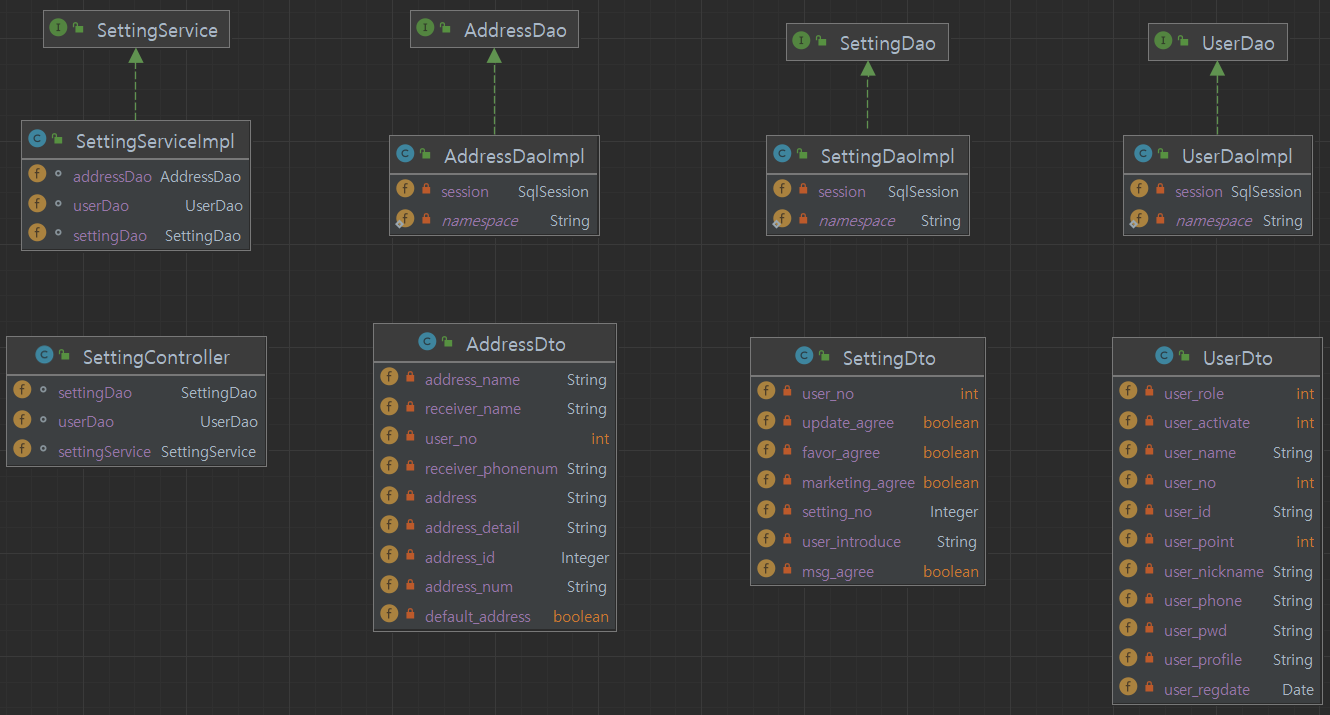 SettingService
AddressDao
SettingDao
UserDao
SettingServiceImpl
addressDao AddressDao
userDao UserDao
settingDao SettingDao
AddressDaoImpl
session SqlSession
namespace String
SettingDaoImpl
session SqlSession
namespace String
UserDaoImpl
session SqlSession
namespace String
SettingController
settingDao SettingDao
userDao UserDao
settingService SettingService
AddressDto
address_name String
receiver_name String
user_no int
receiver_phonenum String
address String
address_detail String
address_id Integer
address_num String
default_address boolean
SettingDto
user_no int
update_agree boolean
favor_agree boolean
marketing_agree boolean
setting_no Integer
user_introduce String
msg_agree boolean
UserDto
user_role int
user_activate int
user_name String
user_no int
user_id String
user_point int
user_nickname String
user_phone String
user_pwd String
user_profile String
user_regdate Date